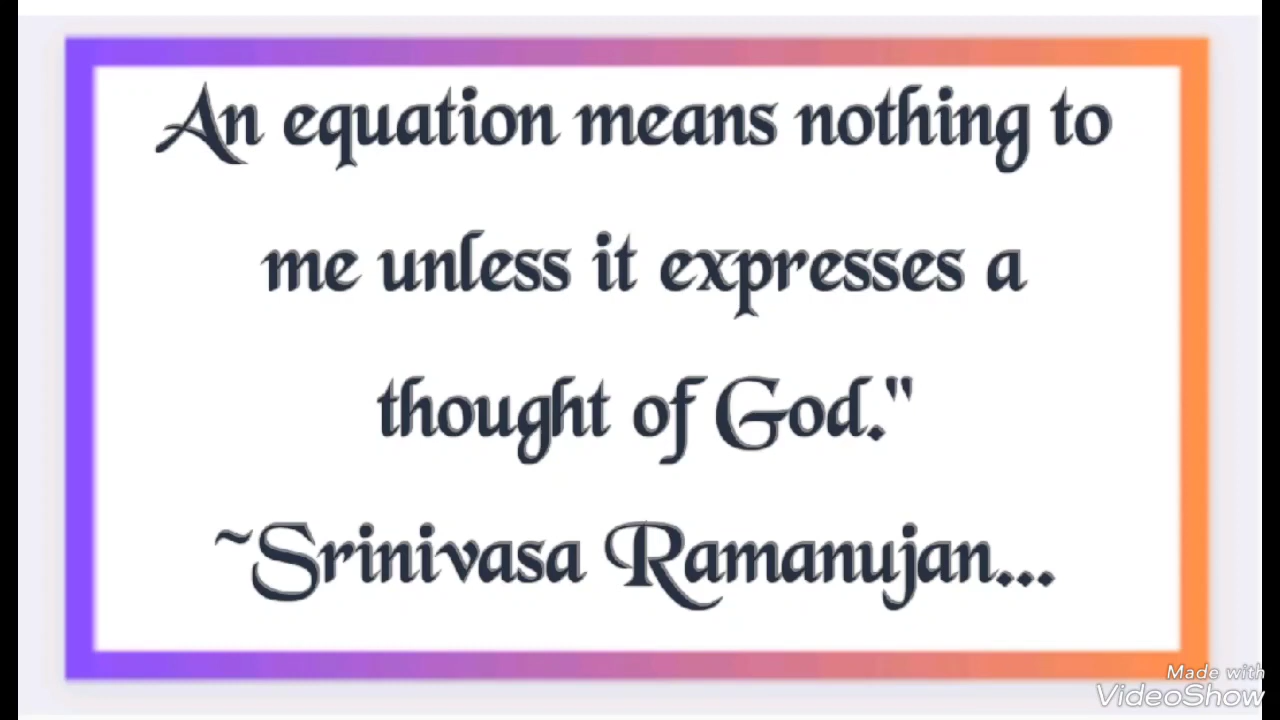 An equation means nothing to
me unless it expresses a
thought of God."
~Srinivasa Ramanujan...
Made with
VideoShow